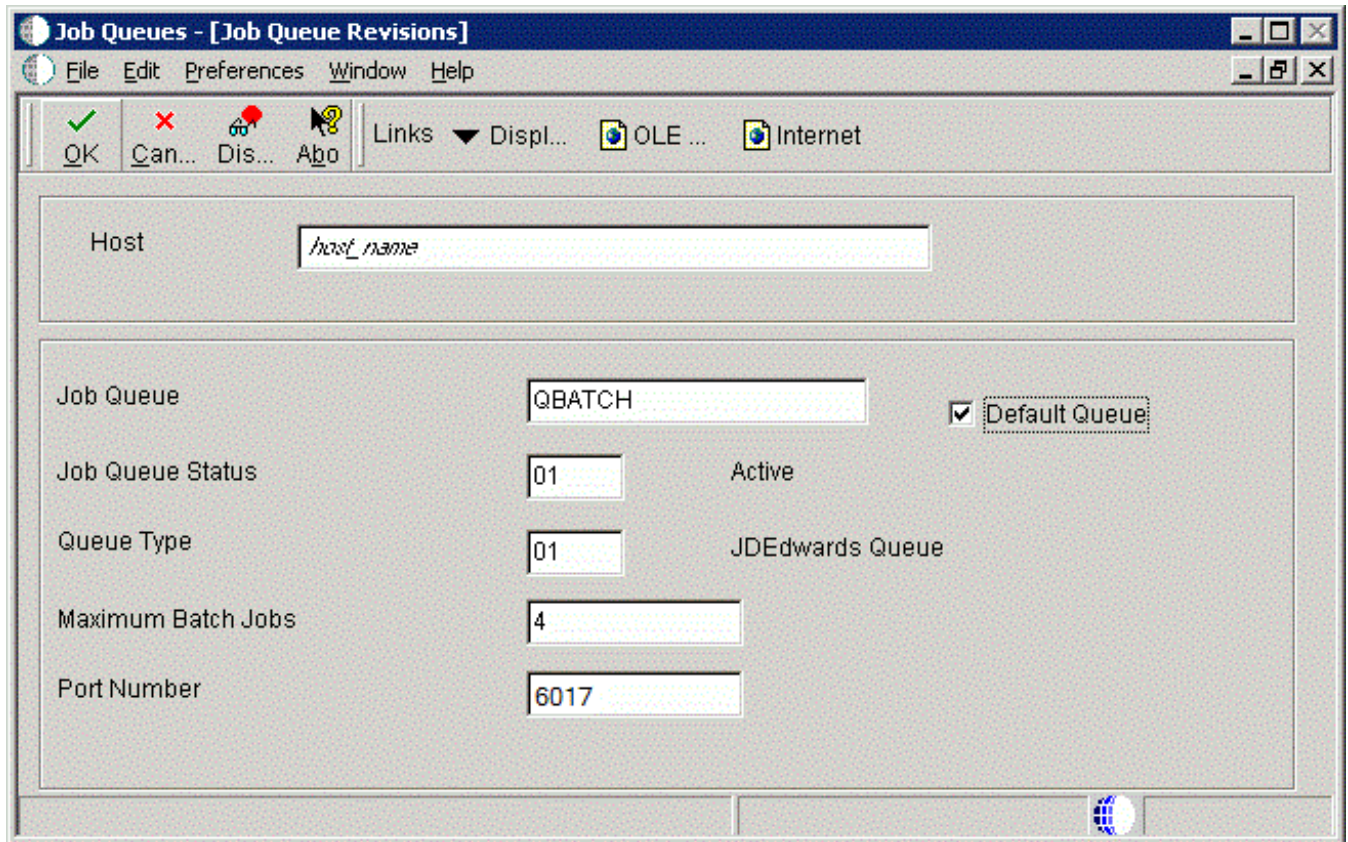 Job Queues - [Job Queue Revisions]
File Edit Preferences Window Help
OK Can... Dis... Abo Links Displ... OLE ... Internet
Host host_name
Job Queue QBATCH Default Queue
Job Queue Status 01 Active
Queue Type 01 JDEdwards Queue
Maximum Batch Jobs 4
Port Number 6017